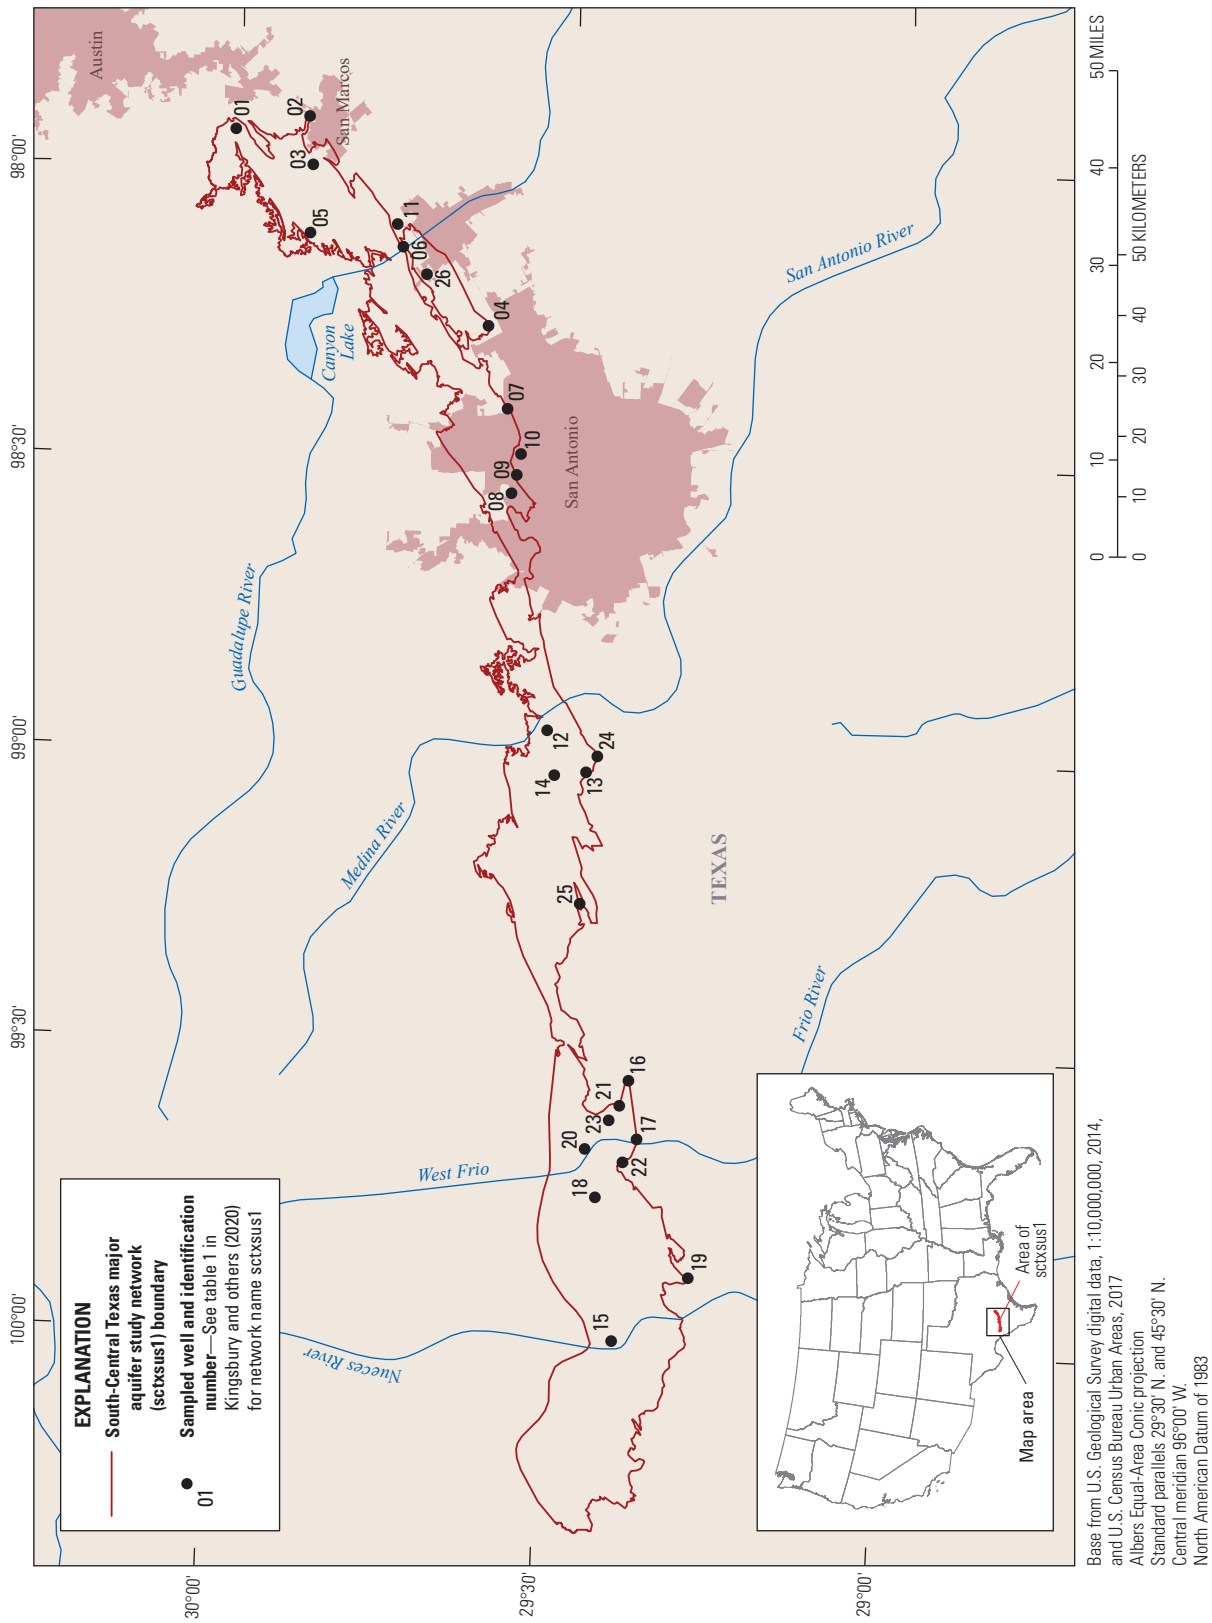 98°00'
98°30'
99°00'
99°30'
100°00'
30°00'
29°30'
29°00'
Austin
San Marcos
San Antonio
TEXAS
Canyon
Lake
Guadalupe River
Medina River
San Antonio River
Frio River
West Frio
Nueces River
01
02
03
05
11
06
26
04
07
10
09
08
12
14
24
13
25
16
21
23
17
20
22
18
19
15
EXPLANATION
South-Central Texas major
aquifer study network
(sctxsus1) boundary
Sampled well and identification
number—See table 1 in
Kingsbury and others (2020)
for network name sctxsus1
01
Area of
sctxsus1
Map area
0 10 20 30 40 50 MILES
0 10 20 30 40 50 KILOMETERS
Base from U.S. Geological Survey digital data, 1:10,000,000, 2014,
and U.S. Census Bureau Urban Areas, 2017
Albers Equal-Area Conic projection
Standard parallels 29°30' N. and 45°30' N.
Central meridian 96°00' W.
North American Datum of 1983